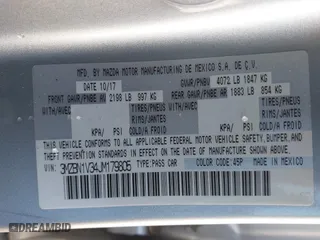 MFD. BY MAZDA MOTOR MANUFACTURING DE MEXICO S.A. DE C.V.
DATE 10/17 GVWR/PNBV 4072 LB 1847 KG
FRONT GAWR/PNBE AV 2198 LB 997 KG REAR GAWR/PNBE AR 1883 LB 854 KG
TIRES/PNEUS TIRES/PNEUS
RIMS/JANTES RIMS/JANTES
KPA/ PSI COLD/A FROID KPA/ PSI COLD/A FROID
THIS VEHICLE CONFORMS TO ALL APPLICABLE FEDERAL MOTOR VEHICLE SAFETY, BUMPER, AND
THEFT PREVENTION STANDARDS IN EFFECT ON THE DATE OF MANUFACTURE SHOWN ABOVE.
VIN: 3MZBN1V34JM179805 TYPE: PASS CAR COLOR CODE: 45P MADE IN MEXICO
© IDRIVESAFELY